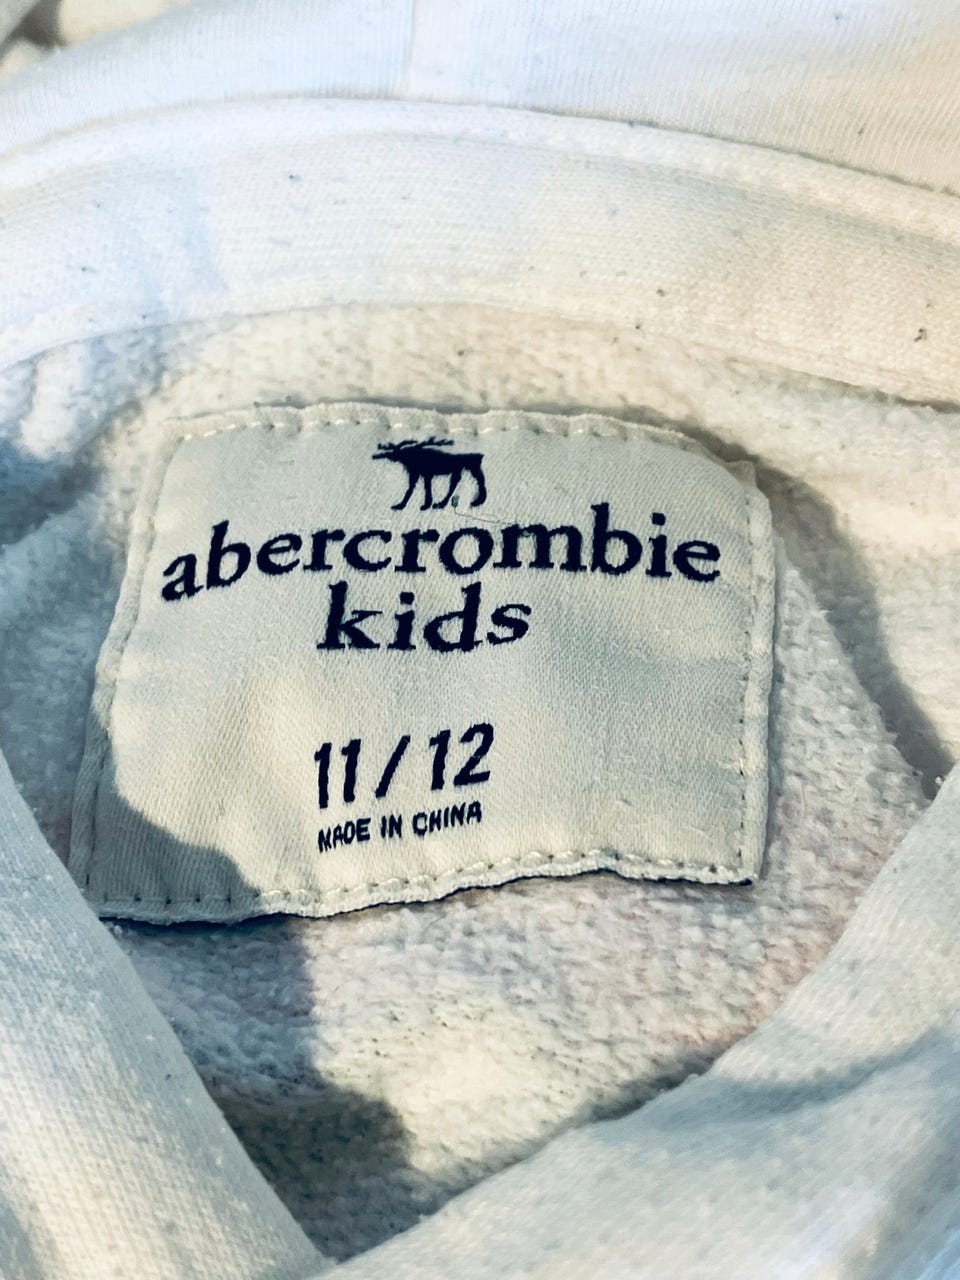 abercrombie
kids
11/12
MADE IN CHINA